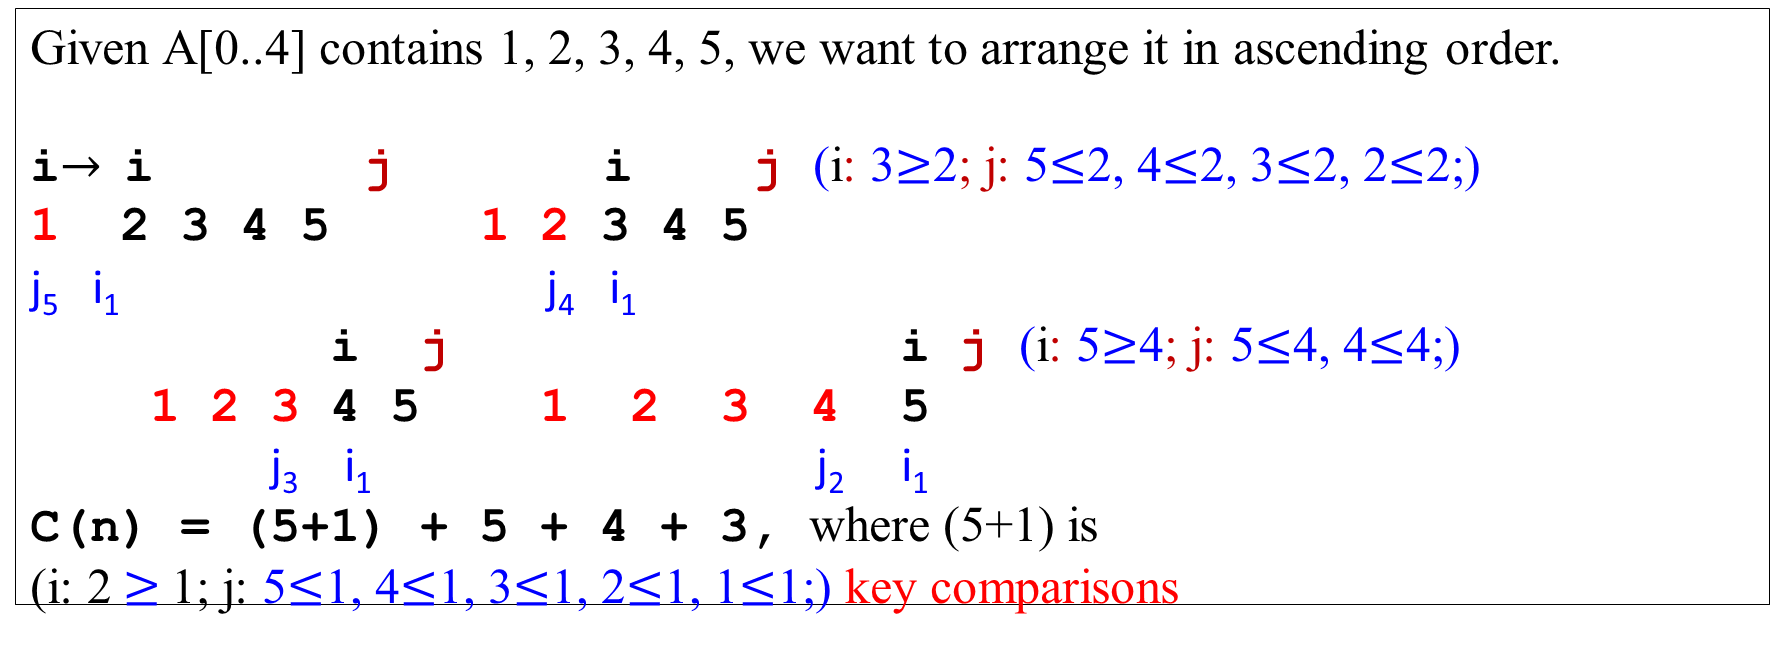 Given A[0..4] contains 1, 2, 3, 4, 5, we want to arrange it in ascending order.
i→ i j i j (i: 3≥2; j: 5≤2, 4≤2, 3≤2, 2≤2;)
1 2 3 4 5 1 2 3 4 5
j₅ i₁ j₄ i₁
i j i j (i: 5≥4; j: 5≤4, 4≤4;)
1 2 3 4 5 1 2 3 4 5
j₃ i₁ j₂ i₁
C(n) = (5+1) + 5 + 4 + 3, where (5+1) is
(i: 2 ≥ 1; j: 5≤1, 4≤1, 3≤1, 2≤1, 1≤1;) key comparisons